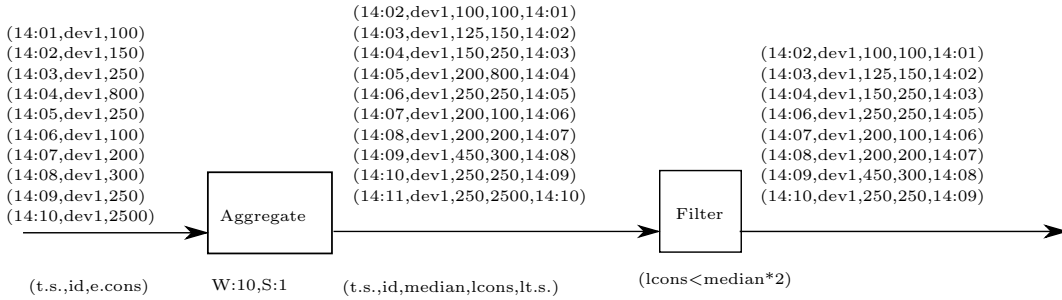 (14:01,dev1,100)
(14:02,dev1,150)
(14:03,dev1,250)
(14:04,dev1,800)
(14:05,dev1,250)
(14:06,dev1,100)
(14:07,dev1,200)
(14:08,dev1,300)
(14:09,dev1,250)
(14:10,dev1,2500)
(t.s.,id,e.cons)
Aggregate
W:10,S:1
(14:02,dev1,100,100,14:01)
(14:03,dev1,125,150,14:02)
(14:04,dev1,150,250,14:03)
(14:05,dev1,200,800,14:04)
(14:06,dev1,250,250,14:05)
(14:07,dev1,200,100,14:06)
(14:08,dev1,200,200,14:07)
(14:09,dev1,450,300,14:08)
(14:10,dev1,250,250,14:09)
(14:11,dev1,250,2500,14:10)
(t.s.,id,median,lcons,lt.s.)
Filter
(lcons<median*2)
(14:02,dev1,100,100,14:01)
(14:03,dev1,125,150,14:02)
(14:04,dev1,150,250,14:03)
(14:06,dev1,250,250,14:05)
(14:07,dev1,200,100,14:06)
(14:08,dev1,200,200,14:07)
(14:09,dev1,450,300,14:08)
(14:10,dev1,250,250,14:09)